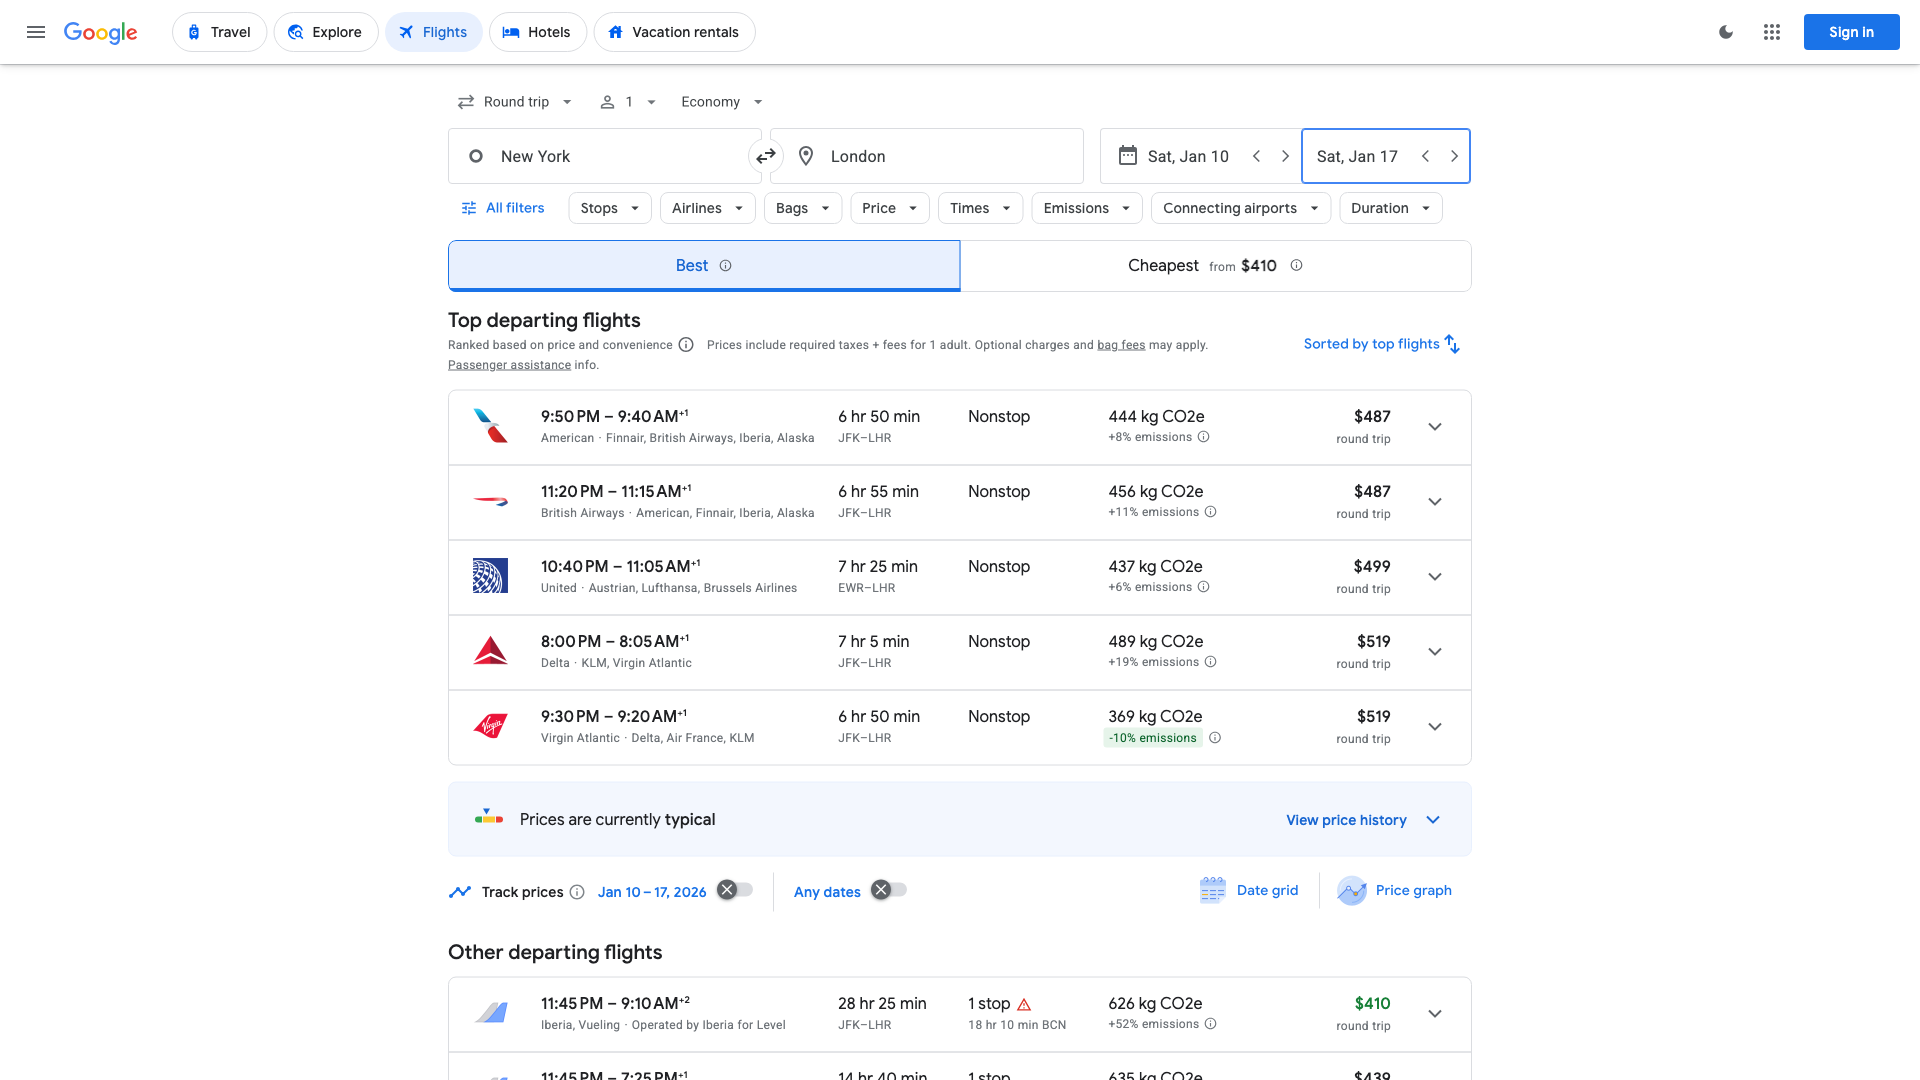 Google
Travel
Explore
Flights
Hotels
Vacation rentals
Sign in
Round trip
1
Economy
New York
London
Sat, Jan 10
Sat, Jan 17
All filters
Stops
Airlines
Bags
Price
Times
Emissions
Connecting airports
Duration
Best
Cheapest from $410
Top departing flights
Ranked based on price and convenience
Prices include required taxes + fees for 1 adult. Optional charges and bag fees may apply.
Passenger assistance info.
Sorted by top flights
9:50 PM – 9:40 AM+1
American · Finnair, British Airways, Iberia, Alaska
6 hr 50 min
JFK–LHR
Nonstop
444 kg CO2e
+8% emissions
$487
round trip
11:20 PM – 11:15 AM+1
British Airways · American, Finnair, Iberia, Alaska
6 hr 55 min
JFK–LHR
Nonstop
456 kg CO2e
+11% emissions
$487
round trip
10:40 PM – 11:05 AM+1
United · Austrian, Lufthansa, Brussels Airlines
7 hr 25 min
EWR–LHR
Nonstop
437 kg CO2e
+6% emissions
$499
round trip
8:00 PM – 8:05 AM+1
Delta · KLM, Virgin Atlantic
7 hr 5 min
JFK–LHR
Nonstop
489 kg CO2e
+19% emissions
$519
round trip
9:30 PM – 9:20 AM+1
Virgin Atlantic · Delta, Air France, KLM
6 hr 50 min
JFK–LHR
Nonstop
369 kg CO2e
-10% emissions
$519
round trip
Prices are currently typical
View price history
Track prices
Jan 10 – 17, 2026
Any dates
Date grid
Price graph
Other departing flights
11:45 PM – 9:10 AM+2
Iberia, Vueling · Operated by Iberia for Level
28 hr 25 min
JFK–LHR
1 stop
18 hr 10 min BCN
626 kg CO2e
+52% emissions
$410
round trip
11:45 PM – 7:25 PM+1
14 hr 40 min
1 stop
635 kg CO2e
$439